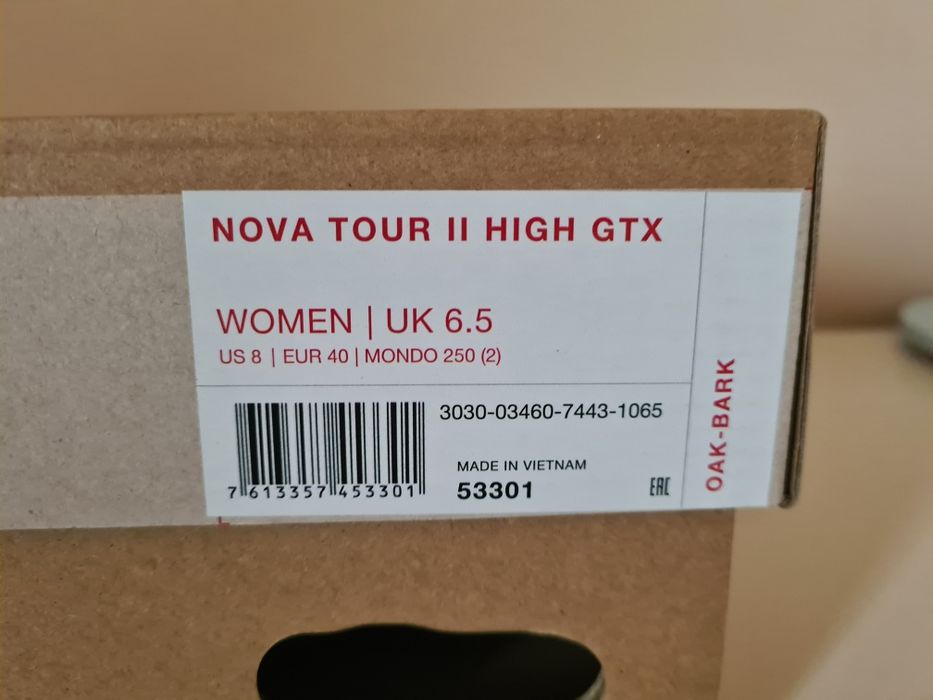 NOVA TOUR II HIGH GTX
WOMEN | UK 6.5
US 8 | EUR 40 | MONDO 250 (2)
3030-03460-7443-1065
7 613357 453301
MADE IN VIETNAM
53301
EAC
OAK-BARK